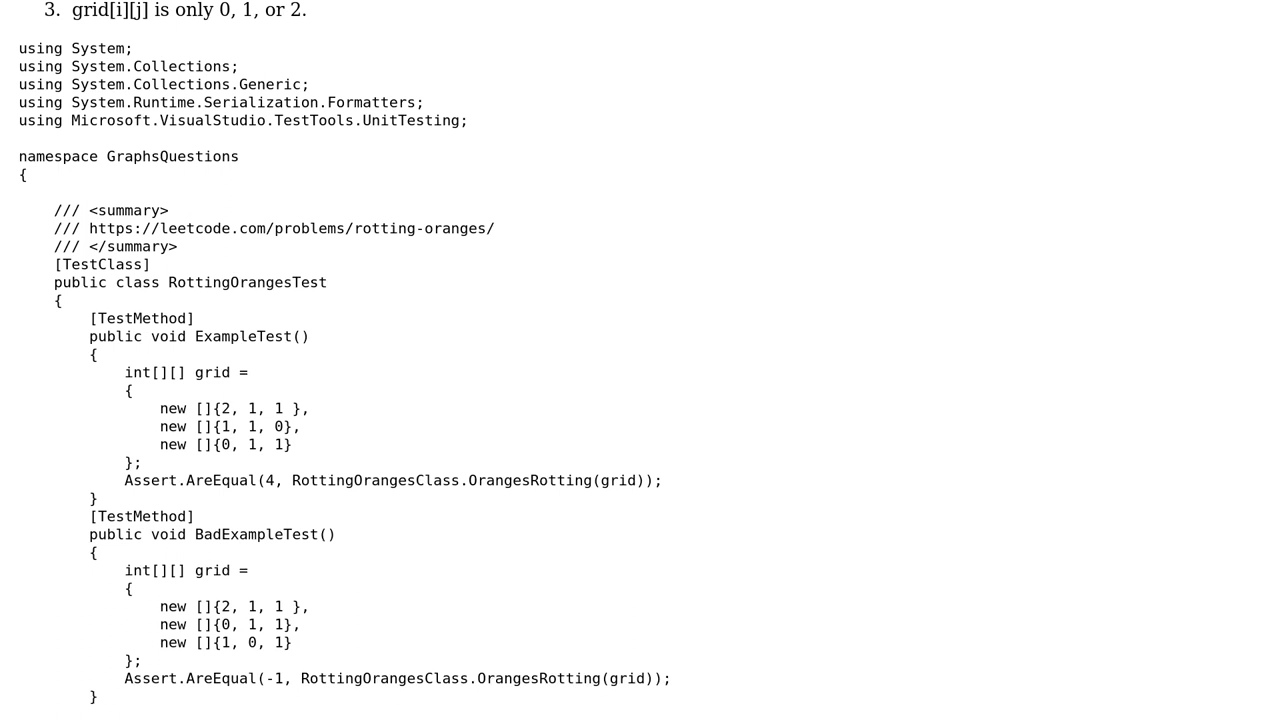 3. grid[i][j] is only 0, 1, or 2.
using System;
using System.Collections;
using System.Collections.Generic;
using System.Runtime.Serialization.Formatters;
using Microsoft.VisualStudio.TestTools.UnitTesting;

namespace GraphsQuestions
{

    /// <summary>
    /// https://leetcode.com/problems/rotting-oranges/
    /// </summary>
    [TestClass]
    public class RottingOrangesTest
    {
        [TestMethod]
        public void ExampleTest()
        {
            int[][] grid =
            {
                new []{2, 1, 1 },
                new []{1, 1, 0},
                new []{0, 1, 1}
            };
            Assert.AreEqual(4, RottingOrangesClass.OrangesRotting(grid));
        }
        [TestMethod]
        public void BadExampleTest()
        {
            int[][] grid =
            {
                new []{2, 1, 1 },
                new []{0, 1, 1},
                new []{1, 0, 1}
            };
            Assert.AreEqual(-1, RottingOrangesClass.OrangesRotting(grid));
        }